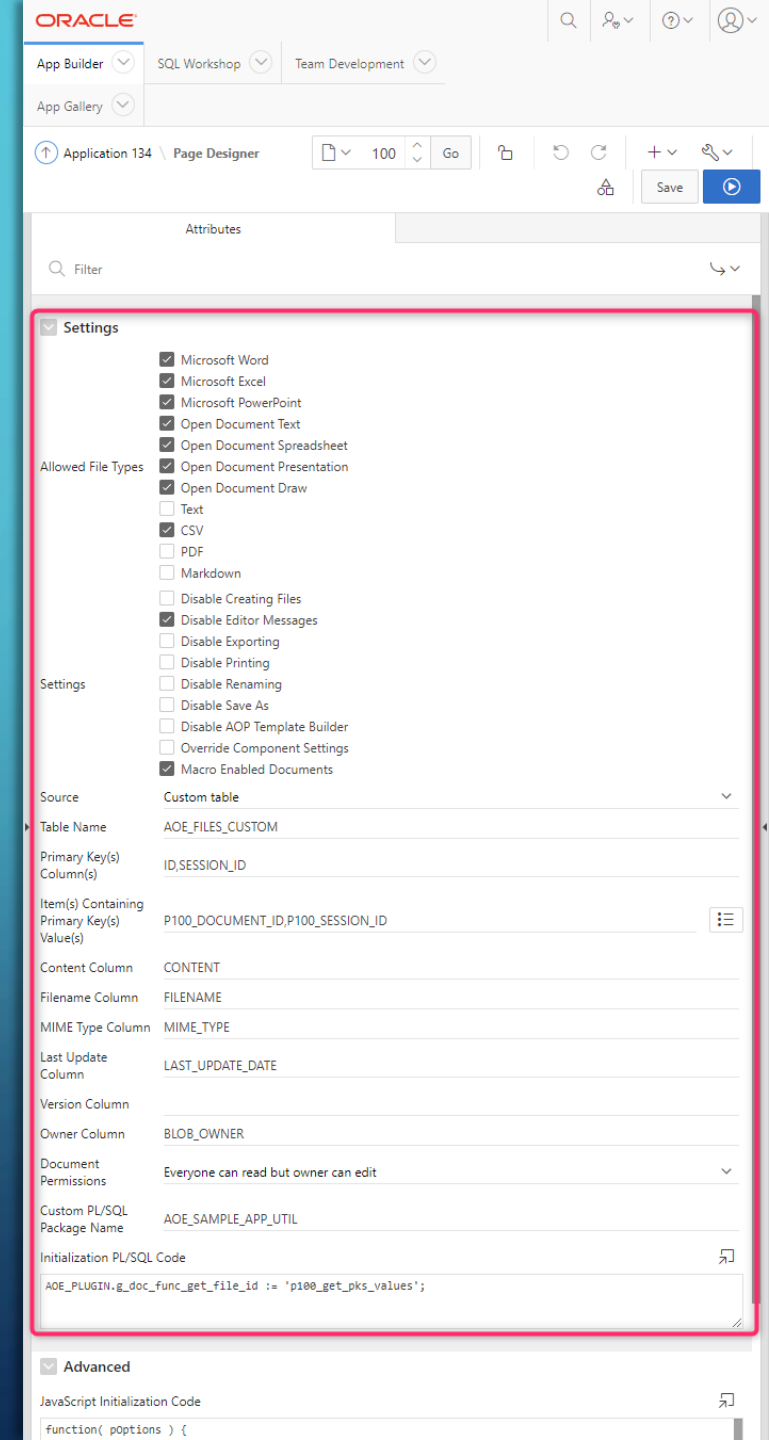 ORACLE
App Builder
SQL Workshop
Team Development
App Gallery
Application 134 \ Page Designer
100
Go
Save
Attributes
Filter
Settings
Allowed File Types
Microsoft Word
Microsoft Excel
Microsoft PowerPoint
Open Document Text
Open Document Spreadsheet
Open Document Presentation
Open Document Draw
Text
CSV
PDF
Markdown
Settings
Disable Creating Files
Disable Editor Messages
Disable Exporting
Disable Printing
Disable Renaming
Disable Save As
Disable AOP Template Builder
Override Component Settings
Macro Enabled Documents
Source
Custom table
Table Name
AOE_FILES_CUSTOM
Primary Key(s)
Column(s)
ID,SESSION_ID
Item(s) Containing
Primary Key(s)
Value(s)
P100_DOCUMENT_ID,P100_SESSION_ID
Content Column
CONTENT
Filename Column
FILENAME
MIME Type Column
MIME_TYPE
Last Update
Column
LAST_UPDATE_DATE
Version Column
Owner Column
BLOB_OWNER
Document
Permissions
Everyone can read but owner can edit
Custom PL/SQL
Package Name
AOE_SAMPLE_APP_UTIL
Initialization PL/SQL Code
AOE_PLUGIN.g_doc_func_get_file_id := 'p100_get_pks_values';
Advanced
JavaScript Initialization Code
function( pOptions ) {